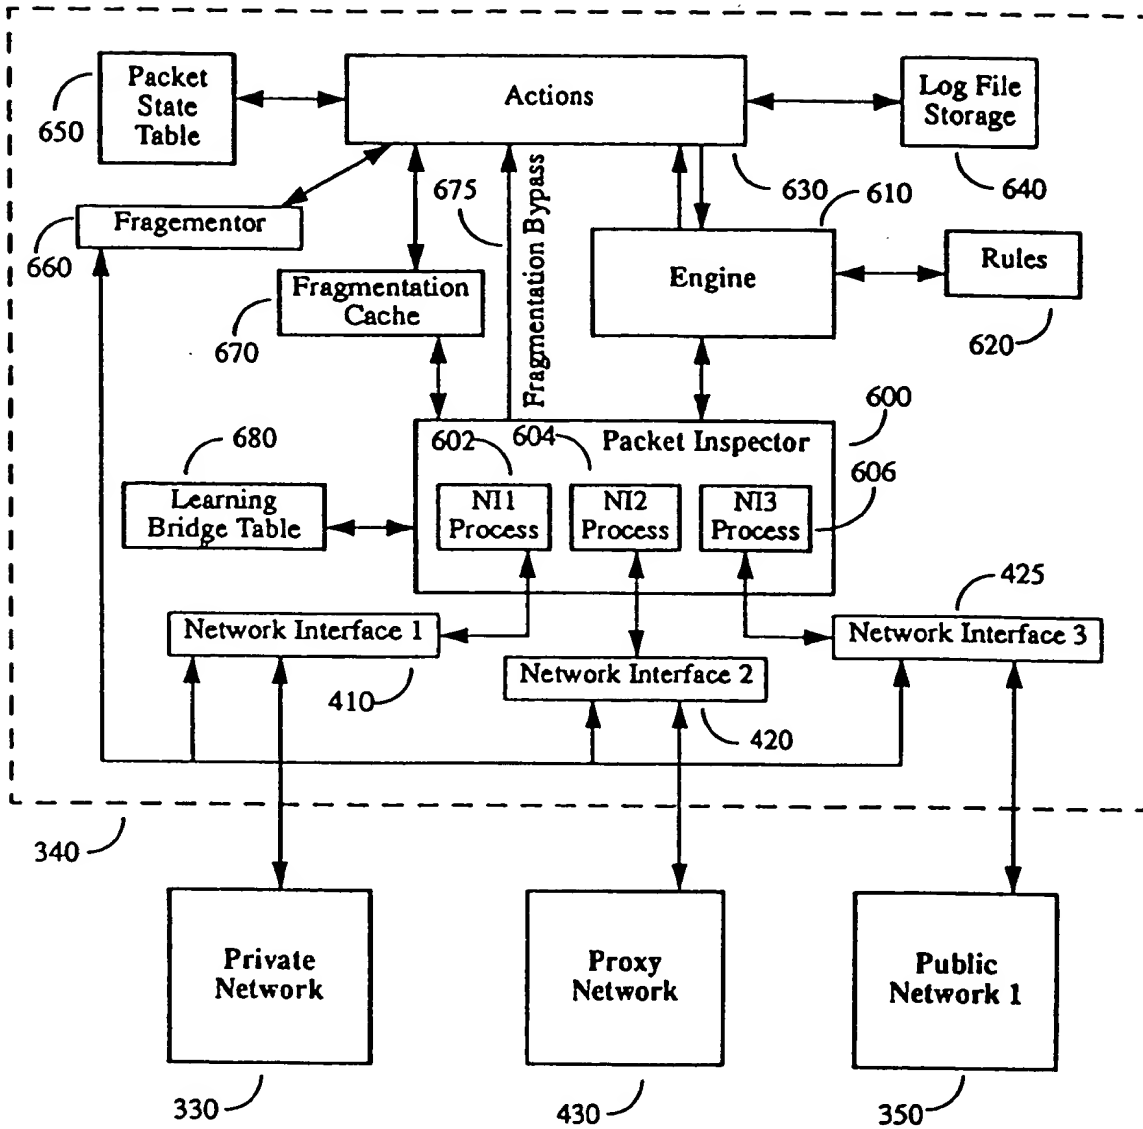 Packet
State
Table
650
Actions
Log File
Storage
640
630
610
675
Fragmentation Bypass
Fragementor
660
Fragmentation
Cache
670
Engine
Rules
620
600
Packet Inspector
602
604
606
NI1
Process
NI2
Process
NI3
Process
680
Learning
Bridge Table
425
Network Interface 1
410
Network Interface 2
420
Network Interface 3
340
Private
Network
330
Proxy
Network
430
Public
Network 1
350